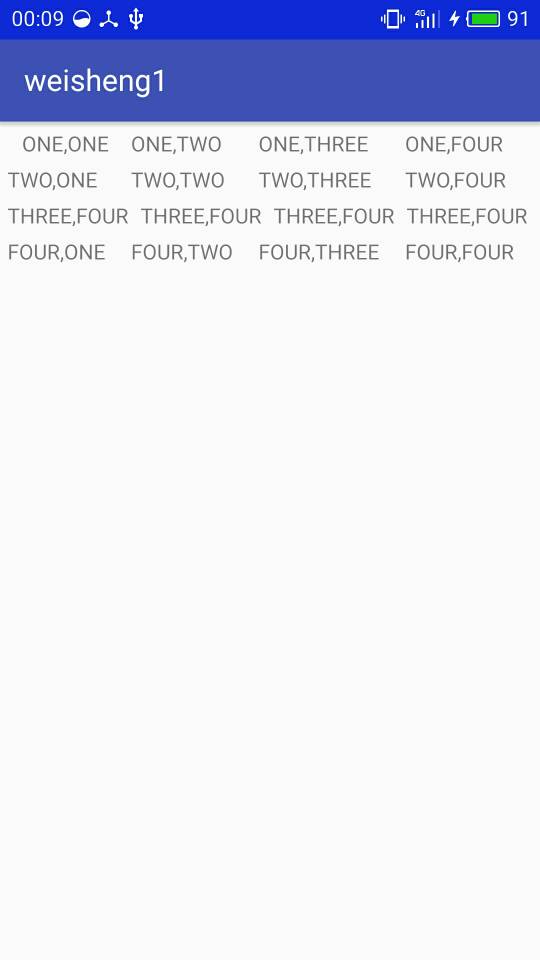 00:09 4G 91
weisheng1
ONE,ONE ONE,TWO ONE,THREE ONE,FOUR
TWO,ONE TWO,TWO TWO,THREE TWO,FOUR
THREE,FOUR THREE,FOUR THREE,FOUR THREE,FOUR
FOUR,ONE FOUR,TWO FOUR,THREE FOUR,FOUR